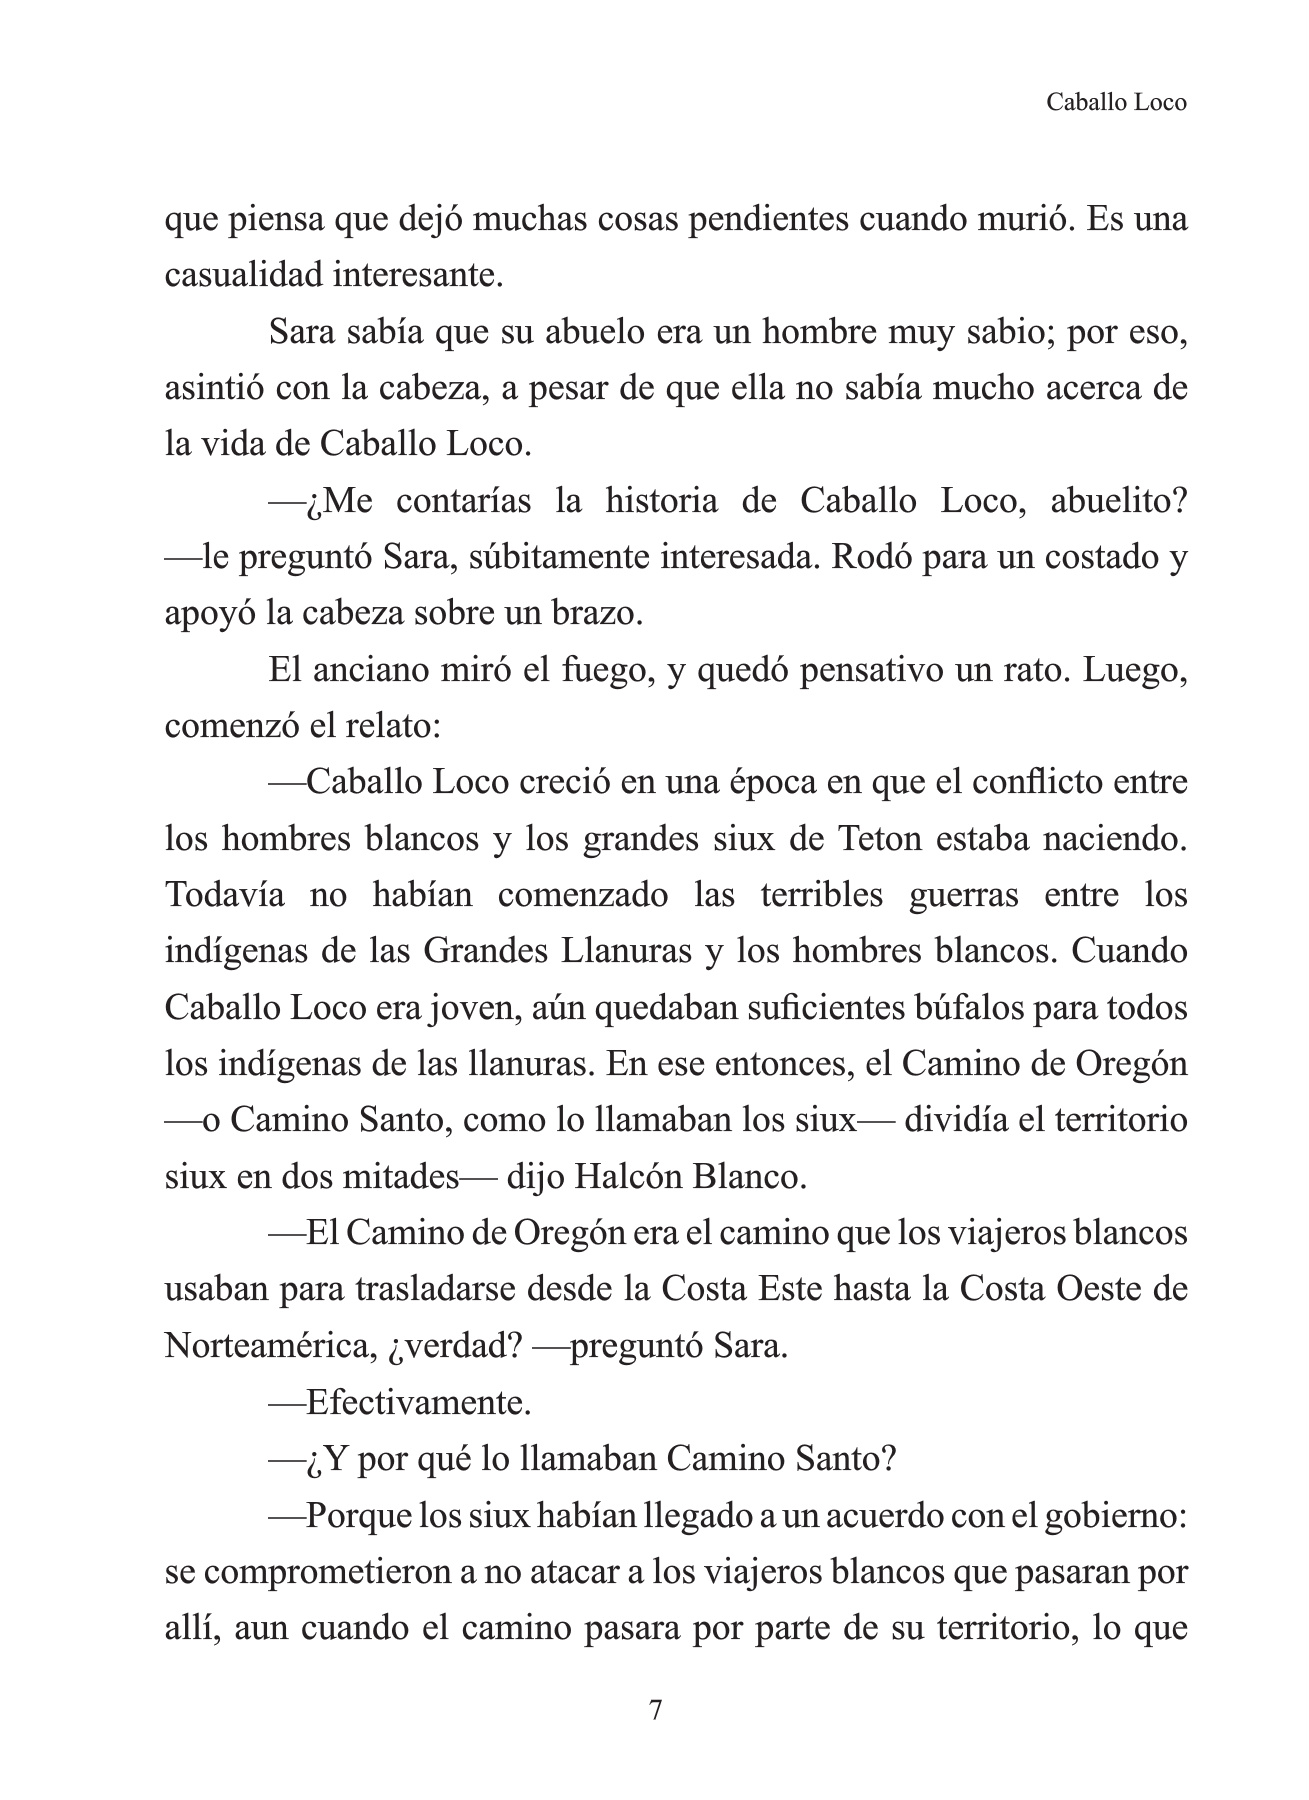 Caballo Loco
que piensa que dejó muchas cosas pendientes cuando murió. Es una
casualidad interesante.
Sara sabía que su abuelo era un hombre muy sabio; por eso,
asintió con la cabeza, a pesar de que ella no sabía mucho acerca de
la vida de Caballo Loco.
—¿Me contarías la historia de Caballo Loco, abuelito?
—le preguntó Sara, súbitamente interesada. Rodó para un costado y
apoyó la cabeza sobre un brazo.
El anciano miró el fuego, y quedó pensativo un rato. Luego,
comenzó el relato:
—Caballo Loco creció en una época en que el conflicto entre
los hombres blancos y los grandes siux de Teton estaba naciendo.
Todavía no habían comenzado las terribles guerras entre los
indígenas de las Grandes Llanuras y los hombres blancos. Cuando
Caballo Loco era joven, aún quedaban suficientes búfalos para todos
los indígenas de las llanuras. En ese entonces, el Camino de Oregón
—o Camino Santo, como lo llamaban los siux— dividía el territorio
siux en dos mitades— dijo Halcón Blanco.
—El Camino de Oregón era el camino que los viajeros blancos
usaban para trasladarse desde la Costa Este hasta la Costa Oeste de
Norteamérica, ¿verdad? —preguntó Sara.
—Efectivamente.
—¿Y por qué lo llamaban Camino Santo?
—Porque los siux habían llegado a un acuerdo con el gobierno:
se comprometieron a no atacar a los viajeros blancos que pasaran por
allí, aun cuando el camino pasara por parte de su territorio, lo que
7